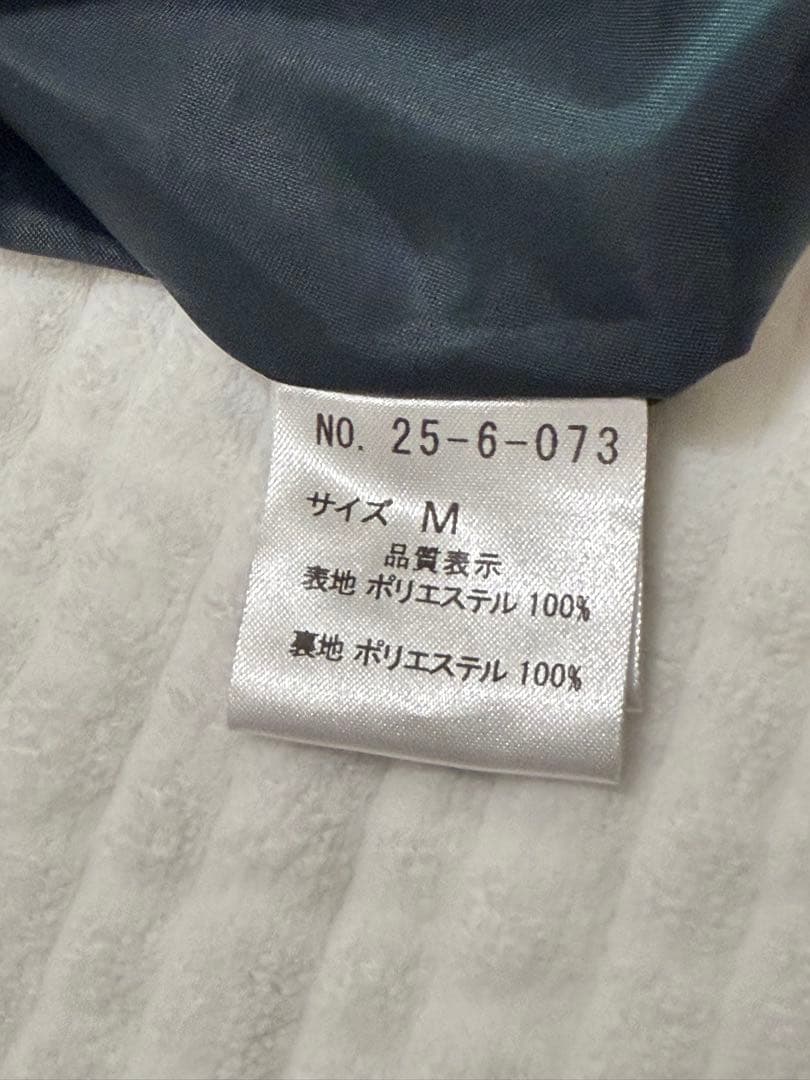 NO. 25-6-073
サイズ M
品質表示
表地 ポリエステル 100%
裏地 ポリエステル 100%